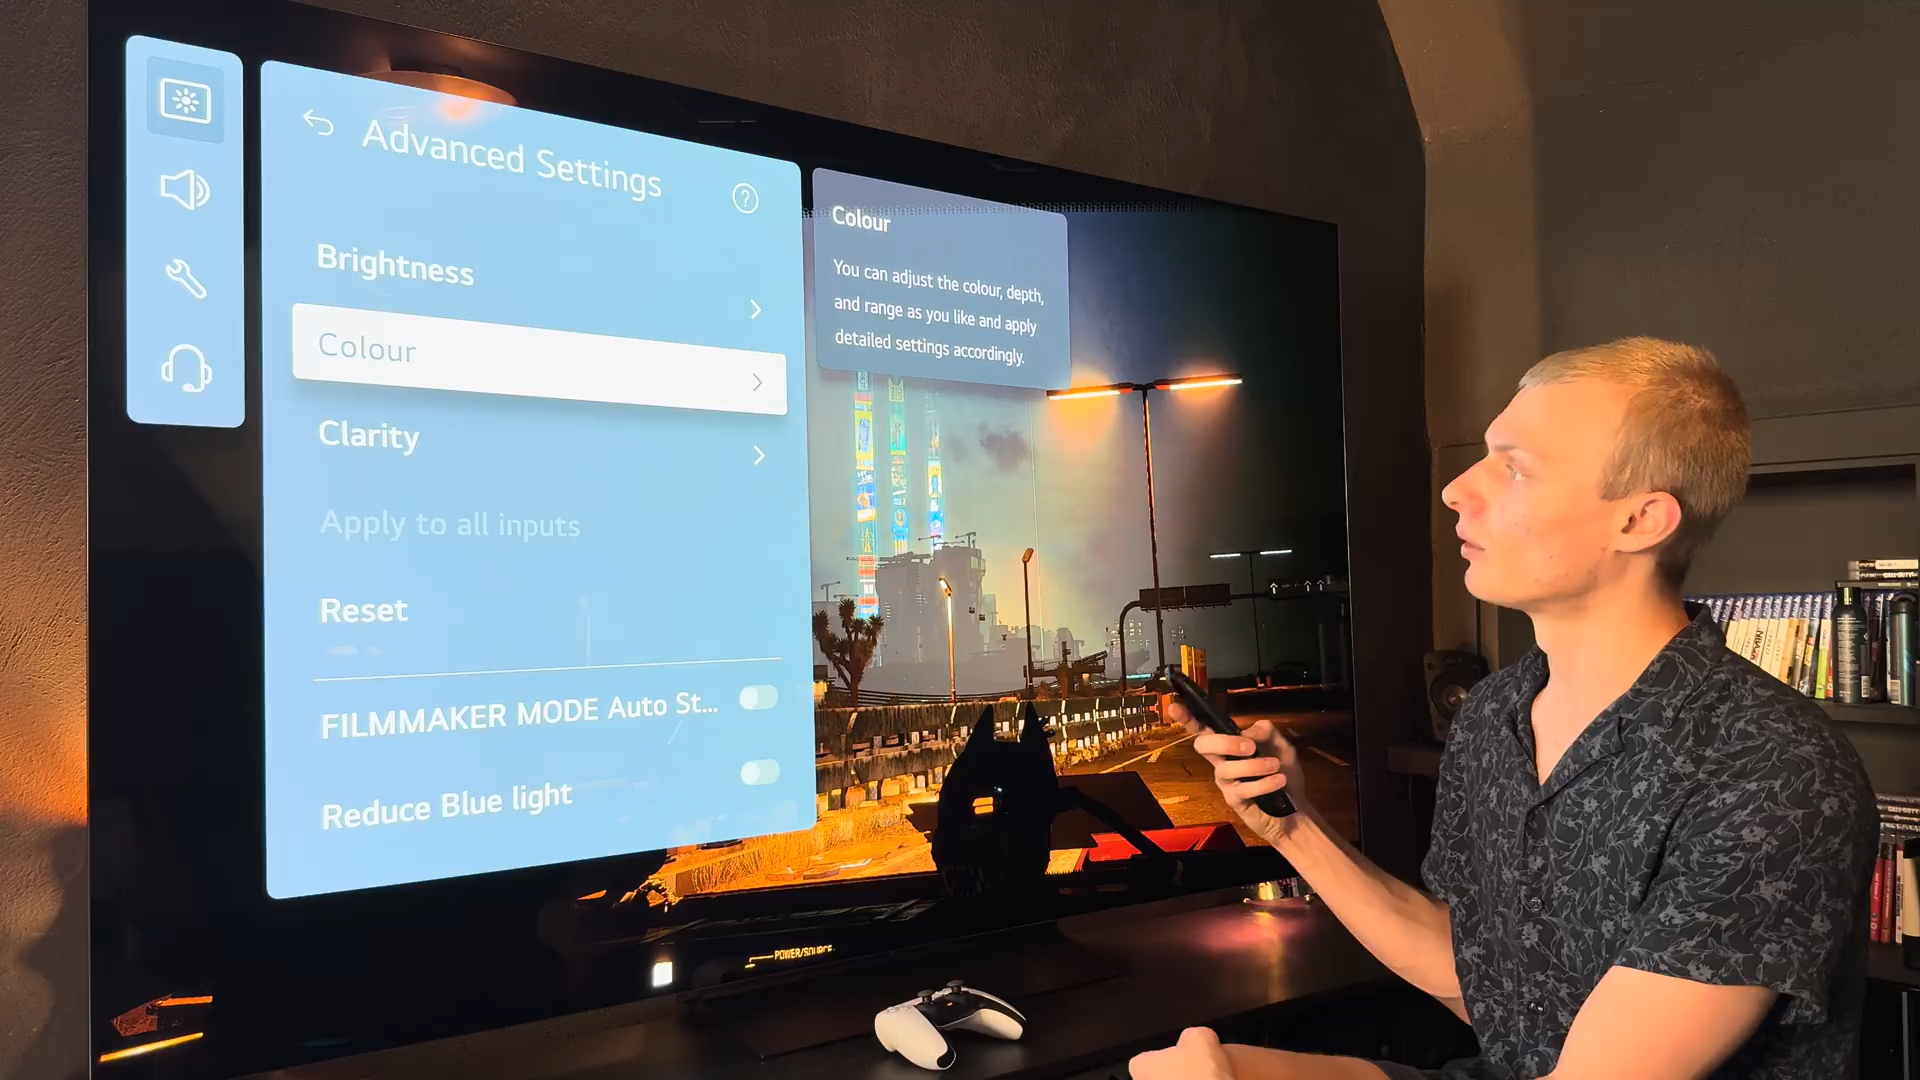 Advanced Settings
?
Brightness
Colour
Clarity
Apply to all inputs
Reset
FILMMAKER MODE Auto St...
Reduce Blue light
Colour
You can adjust the colour, depth,
and range as you like and apply
detailed settings accordingly.
POWER/SOURCE